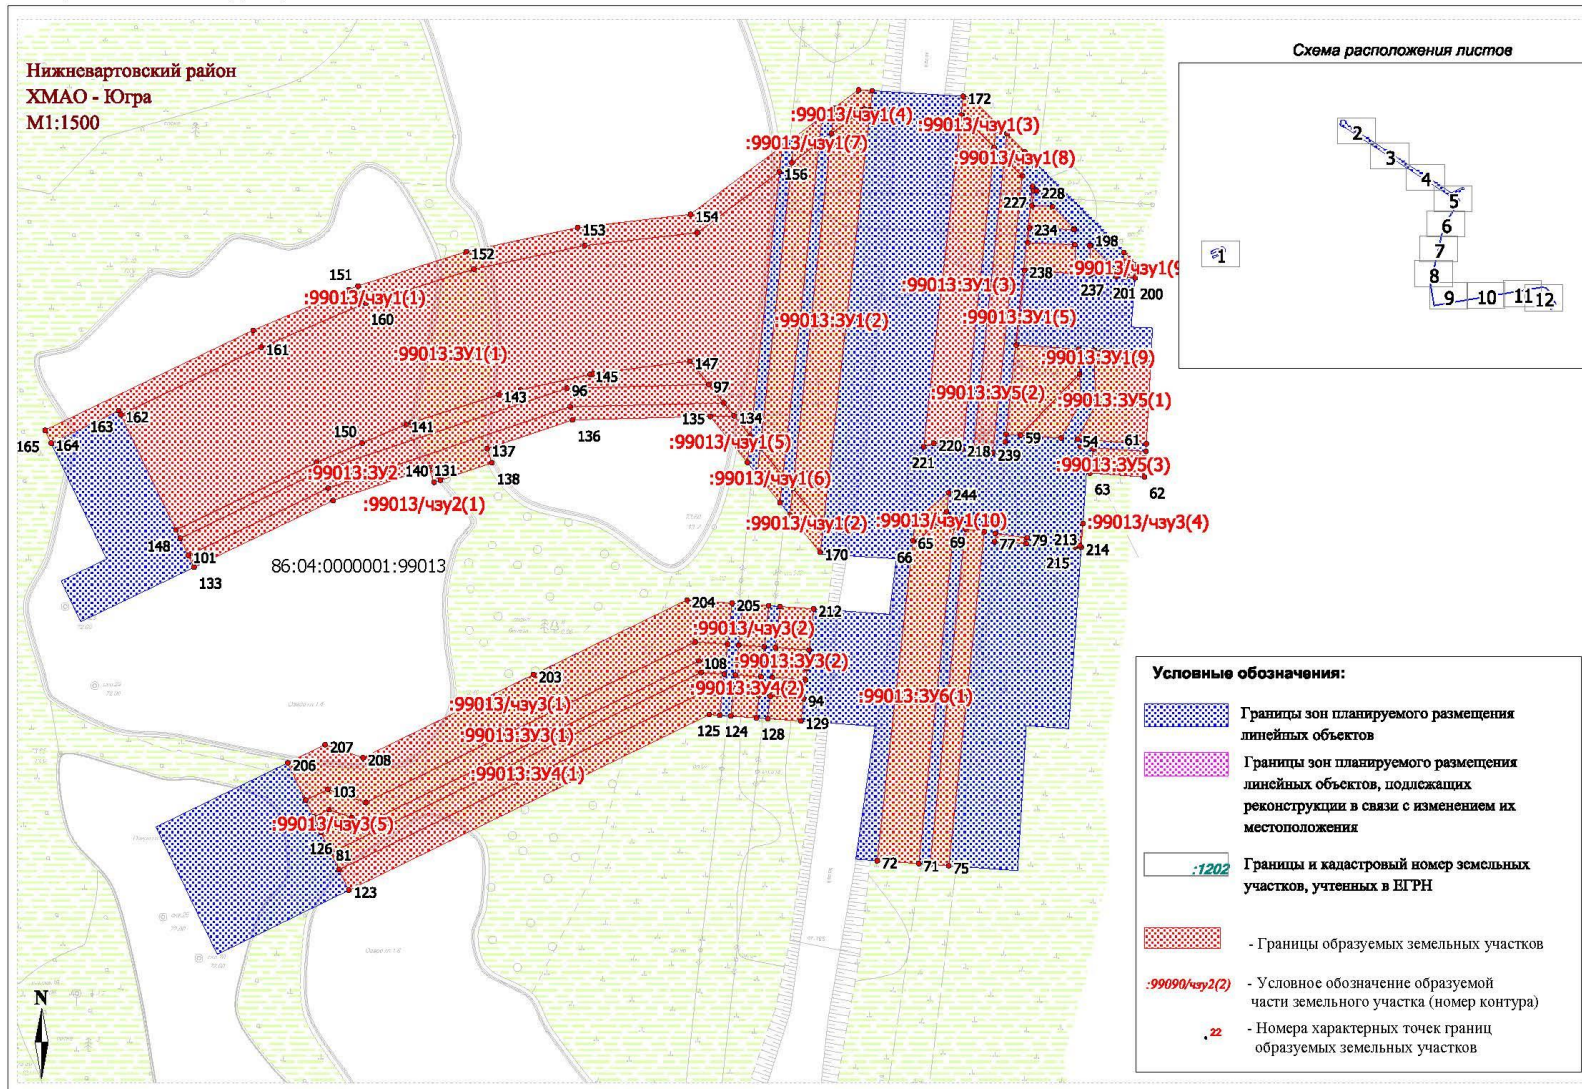 Нижневартовский район
ХМАО - Югра
М1:1500
Схема расположения листов
1
2
3
4
5
6
7
8
9 10 11 12
172
:99013/чзу1(4)
:99013/чзу1(3)
:99013/чзу1(7)
:99013/чзу1(8)
156
228
227
154
153
234
198
152
:99013/чзу1(9
238
237 201 200
151
:99013/чзу1(1)
:99013:ЗУ1(3)
160
:99013:ЗУ1(5)
:99013:ЗУ1(2)
161
:99013:ЗУ1(1)
:99013:ЗУ1(9)
147
145
96
97
:99013:ЗУ5(2)
:99013:ЗУ5(1)
143
162
163
135 134
141
136
165 164
150
:99013/чзу1(5)
220
221
218 239
59
54 61
137
:99013:ЗУ2
140 131
138
:99013/чзу1(6)
:99013:ЗУ5(3)
63
62
:99013/чзу2(1)
244
:99013/чзу1(2)
:99013/чзу1(10)
:99013/чзу3(4)
148
101
133
170
66 65 69
77 79
213
214
215
86:04:0000001:99013
204 205 212
:99013/чзу3(2)
108
:99013:ЗУ3(2)
203
:99013:ЗУ4(2)
94
:99013/чзу3(1)
:99013:ЗУ6(1)
125 124 128 129
:99013:ЗУ3(1)
207
206
208
:99013:ЗУ4(1)
103
:99013/чзу3(5)
126
81
123
72 71 75
N
Условные обозначения:
Границы зон планируемого размещения
линейных объектов
Границы зон планируемого размещения
линейных объектов, подлежащих
реконструкции в связи с изменением их
местоположения
:1202
Границы и кадастровый номер земельных
участков, учтенных в ЕГРН
- Границы образуемых земельных участков
:99090/чзу2(2)
- Условное обозначение образуемой
части земельного участка (номер контура)
22
- Номера характерных точек границ
образуемых земельных участков